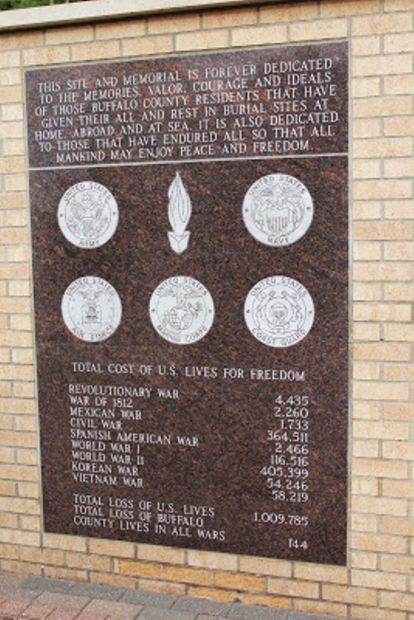 THIS SITE AND MEMORIAL IS FOREVER DEDICATED
TO THE MEMORIES, VALOR, COURAGE AND IDEALS
OF THOSE BUFFALO COUNTY RESIDENTS THAT HAVE
GIVEN THEIR ALL AND REST IN BURIAL SITES AT
HOME, ABROAD AND AT SEA. IT IS ALSO DEDICATED
TO THOSE THAT HAVE ENDURED ALL SO THAT ALL
MANKIND MAY ENJOY PEACE AND FREEDOM.
UNITED STATES
ARMY
UNITED STATES
NAVY
UNITED STATES
AIR FORCE
UNITED STATES
MARINE CORPS
UNITED STATES
COAST GUARD
TOTAL COST OF U.S. LIVES FOR FREEDOM
REVOLUTIONARY WAR 4,435
WAR OF 1812 2,260
MEXICAN WAR 1,733
CIVIL WAR 364,511
SPANISH AMERICAN WAR 2,466
WORLD WAR I 116,516
WORLD WAR II 405,399
KOREAN WAR 54,246
VIETNAM WAR 58,219
TOTAL LOSS OF U.S. LIVES 1,009,785
TOTAL LOSS OF BUFFALO
COUNTY LIVES IN ALL WARS 144